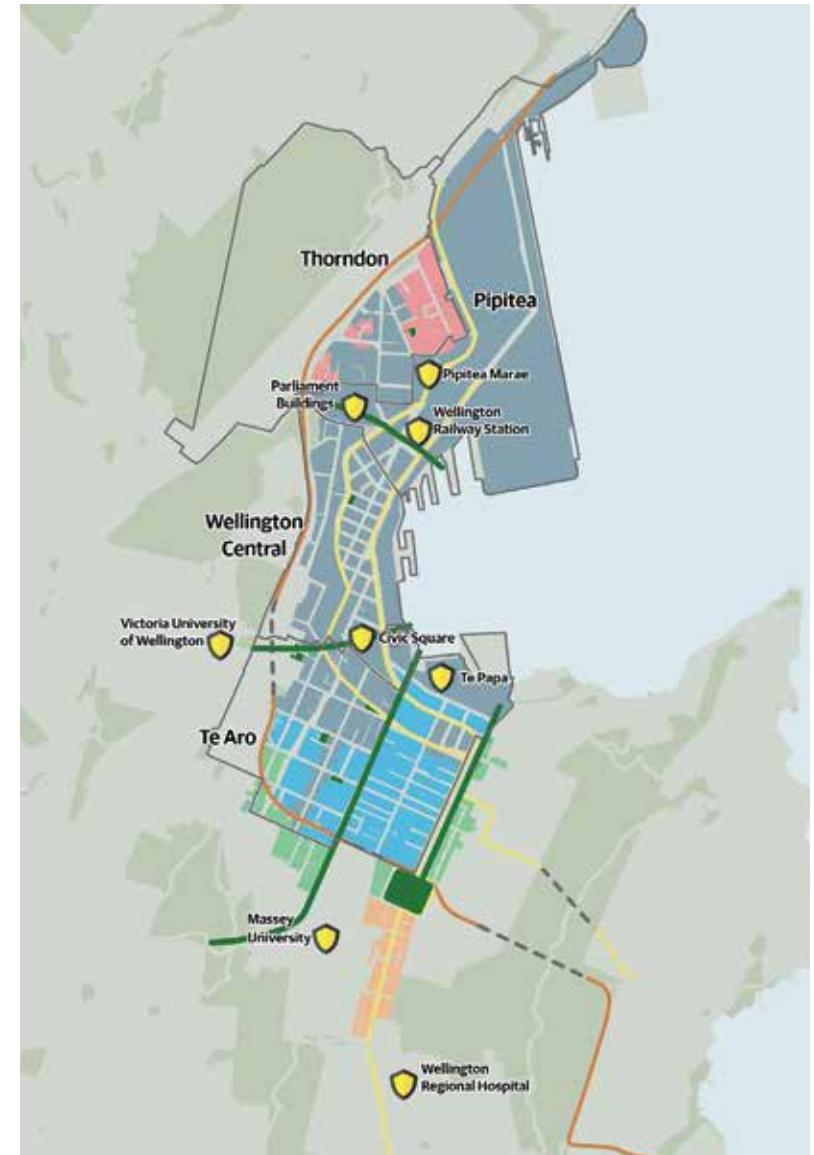 Thorndon
Pipitea
Pipitea Marae
Parliament
Buildings
Wellington
Railway Station
Wellington
Central
Victoria University
of Wellington
Civic Square
Te Papa
Te Aro
Massey
University
Wellington
Regional Hospital